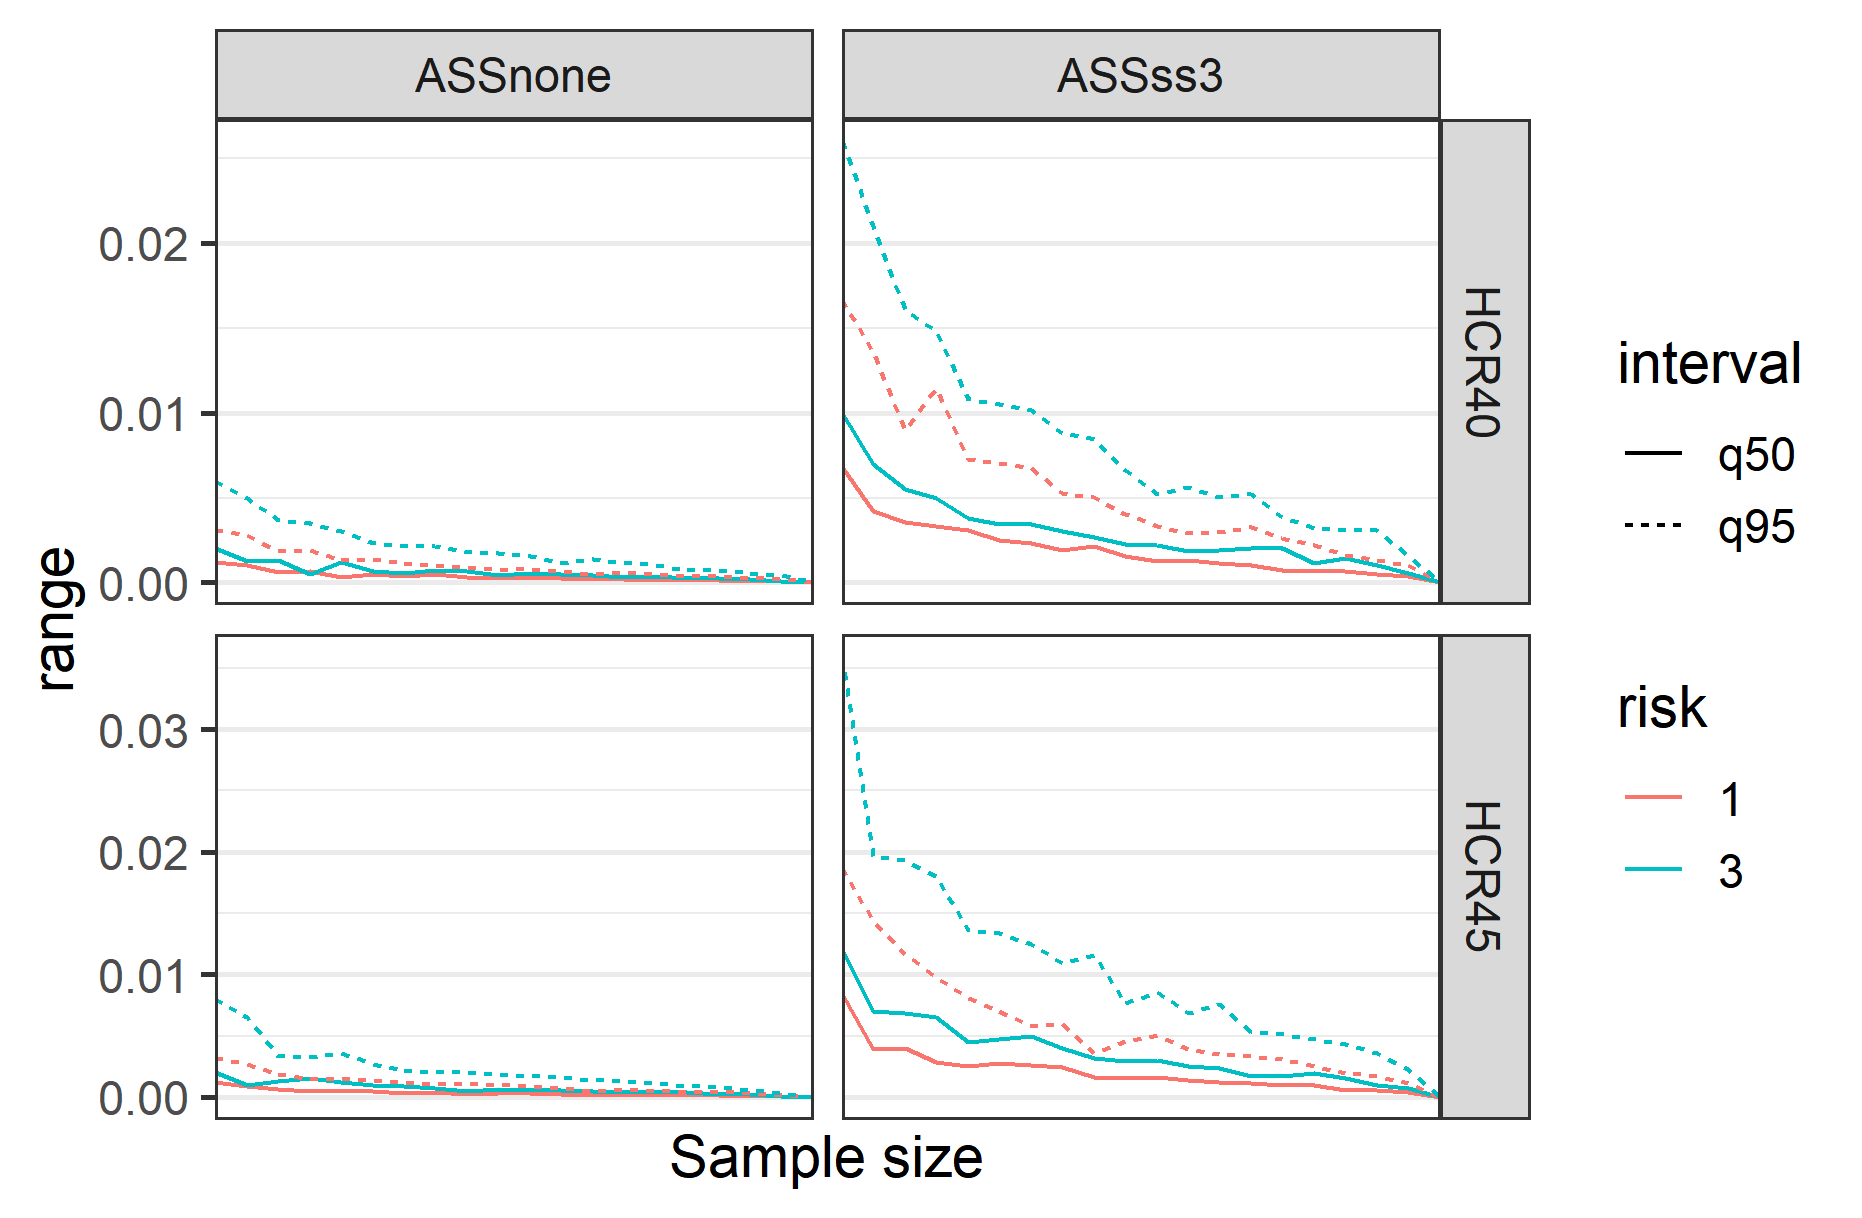 ASSnone
ASSss3
HCR40
0.02
0.01
0.00
HCR45
0.03
0.02
0.01
0.00
range
Sample size
interval
q50
q95
risk
1
3